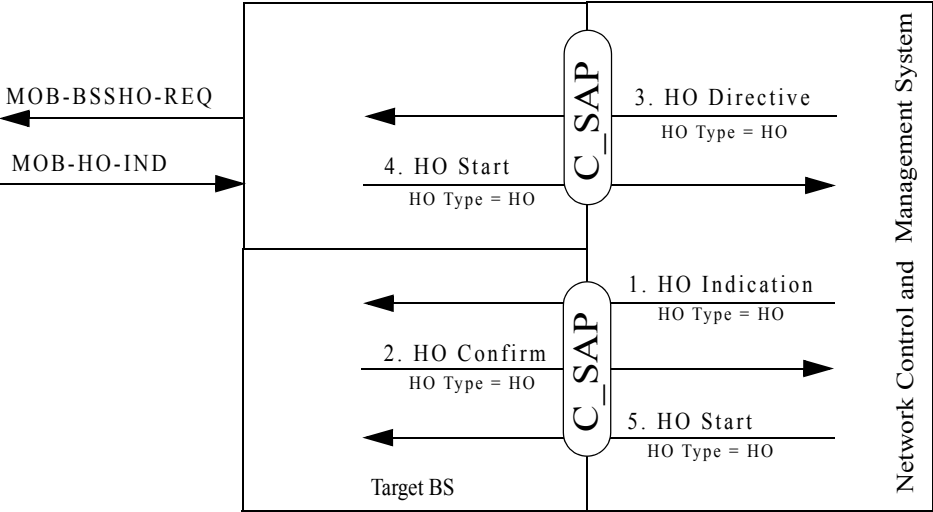 MOB-BSSHO-REQ
MOB-HO-IND
C_SAP
3. HO Directive
HO Type = HO
4. HO Start
HO Type = HO
C_SAP
1. HO Indication
HO Type = HO
2. HO Confirm
HO Type = HO
5. HO Start
HO Type = HO
Target BS
Network Control and Management System